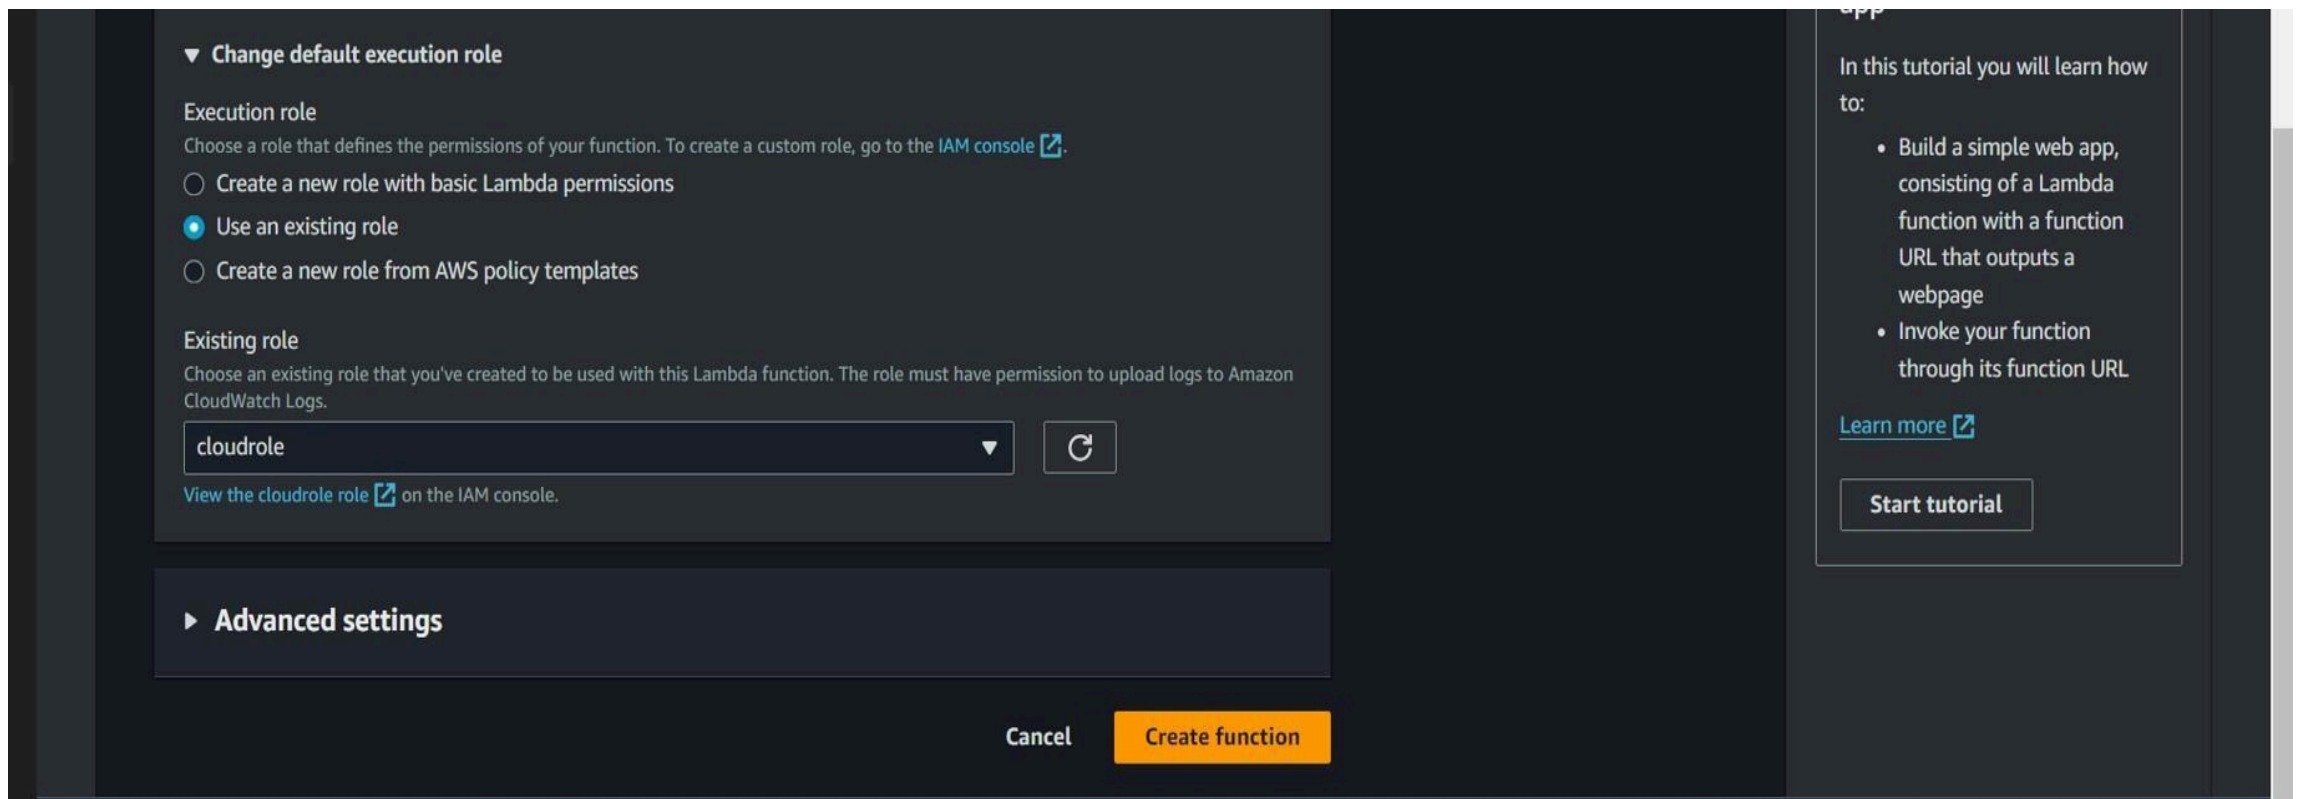 ▼ Change default execution role
Execution role
Choose a role that defines the permissions of your function. To create a custom role, go to the IAM console.
Create a new role with basic Lambda permissions
Use an existing role
Create a new role from AWS policy templates
Existing role
Choose an existing role that you've created to be used with this Lambda function. The role must have permission to upload logs to Amazon
CloudWatch Logs.
cloudrole
View the cloudrole role on the IAM console.
Advanced settings
Cancel
Create function
app
In this tutorial you will learn how
to:
• Build a simple web app,
consisting of a Lambda
function with a function
URL that outputs a
webpage
• Invoke your function
through its function URL
Learn more
Start tutorial